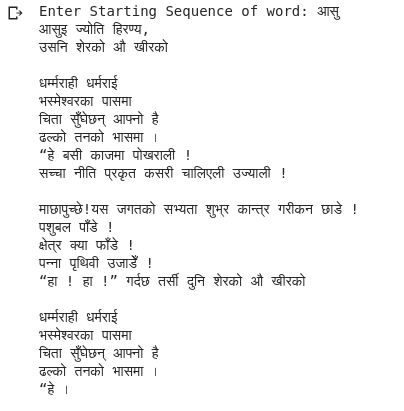 Enter Starting Sequence of word: आसु
आसुइ ज्योति हिरण्य,
उसनि शेरको औ खीरको
धर्म्मराही धर्मराई
भस्मेश्वरका पासमा
चिता सुँघेछन् आफ्नो है
ढल्को तनको भासमा ।
“हे बसी काजमा पोखराली !
सच्चा नीति प्रकृत कसरी चालिएली उज्याली !
माछापुच्छे!यस जगतको सभ्यता शुभ्र कान्त्र गरीकन छाडे !
पशुबल पाँडे !
क्षेत्र क्या फाँडे !
पन्ना पृथिवी उजाडेँ !
“हा ! हा !” गर्दछ तर्सी दुनि शेरको औ खीरको
धर्म्मराही धर्मराई
भस्मेश्वरका पासमा
चिता सुँघेछन् आफ्नो है
ढल्को तनको भासमा ।
“हे ।